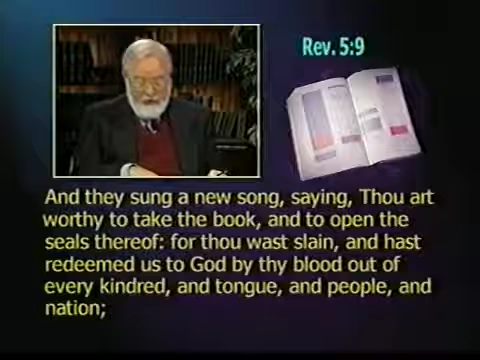 Rev. 5:9
And they sung a new song, saying, Thou art
worthy to take the book, and to open the
seals thereof: for thou wast slain, and hast
redeemed us to God by thy blood out of
every kindred, and tongue, and people, and
nation;